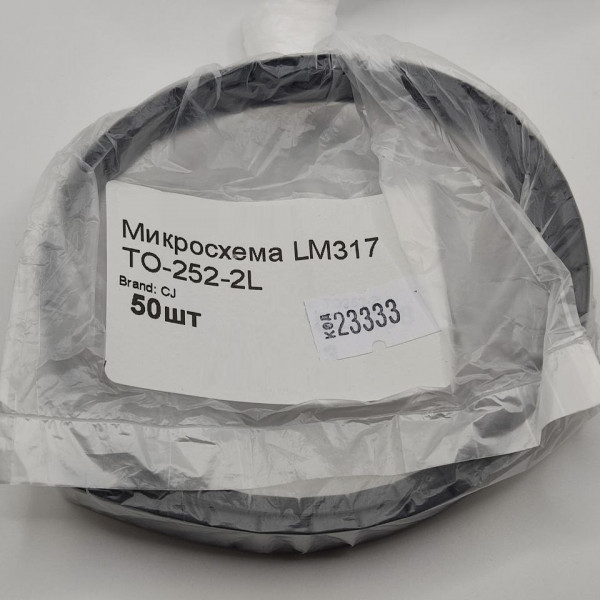 Микросхема LM317
TO-252-2L
Brand: CJ
50шт
код 23333